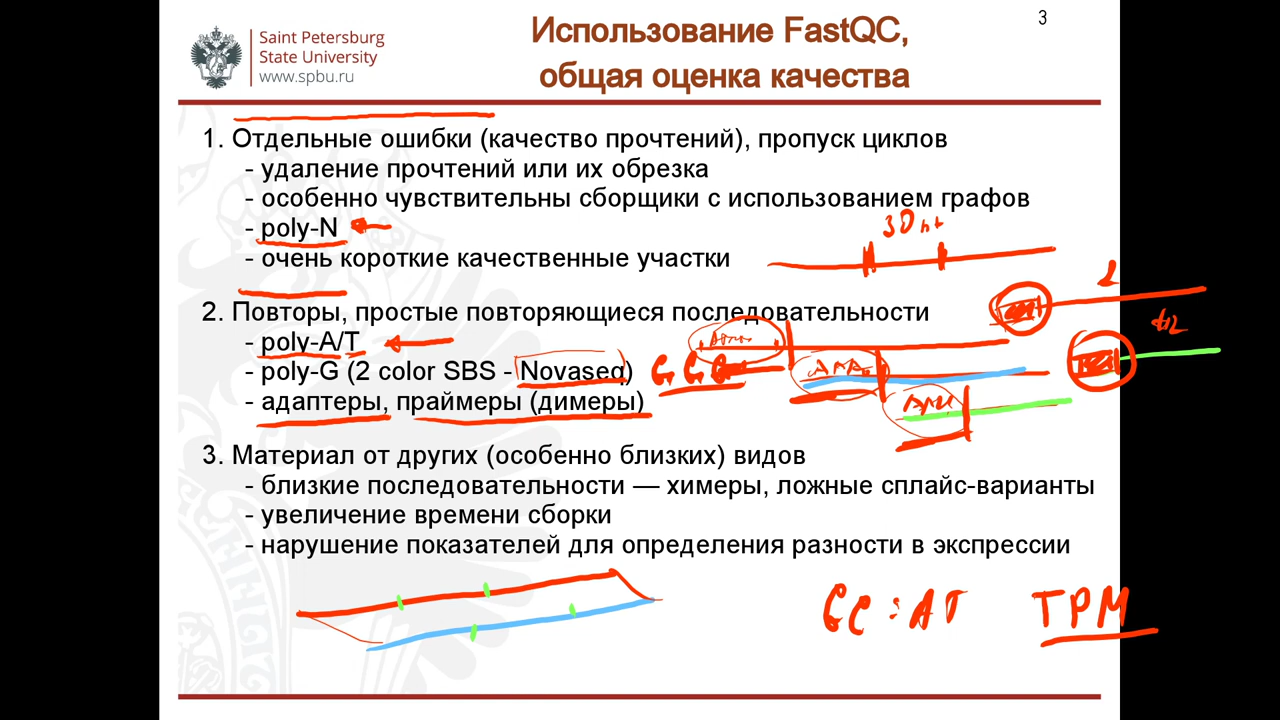 3
Saint Petersburg
State University
www.spbu.ru
Использование FastQC,
общая оценка качества
1. Отдельные ошибки (качество прочтений), пропуск циклов
- удаление прочтений или их обрезка
- особенно чувствительны сборщики с использованием графов
- poly-N
30
- очень короткие качественные участки
2. Повторы, простые повторяющиеся последовательности
- poly-A/T
- poly-G (2 color SBS - Novaseq)
- адаптеры, праймеры (димеры)
3. Материал от других (особенно близких) видов
- близкие последовательности — химеры, ложные сплайс-варианты
- увеличение времени сборки
- нарушение показателей для определения разности в экспрессии
GC : AT TPM